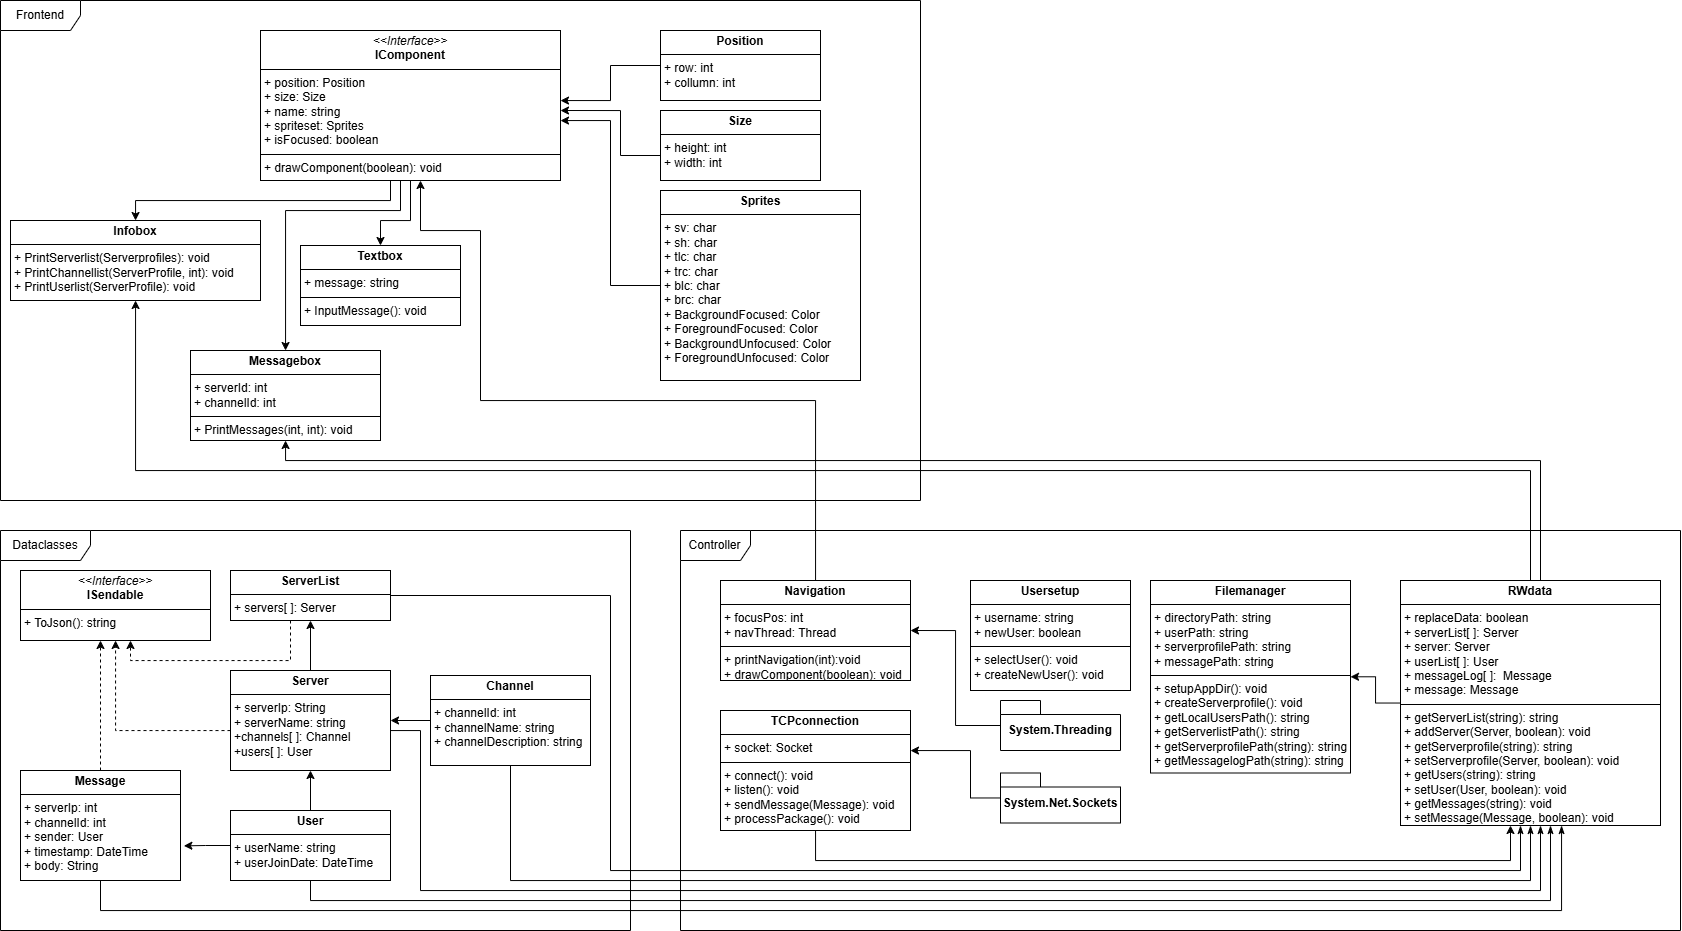 Frontend
<<Interface>>
IComponent
+ position: Position
+ size: Size
+ name: string
+ spriteset: Sprites
+ isFocused: boolean
+ drawComponent(boolean): void
Position
+ row: int
+ collumn: int
Size
+ height: int
+ width: int
Sprites
+ sv: char
+ sh: char
+ tlc: char
+ trc: char
+ blc: char
+ brc: char
+ BackgroundFocused: Color
+ ForegroundFocused: Color
+ BackgroundUnfocused: Color
+ ForegroundUnfocused: Color
Infobox
+ PrintServerlist(Serverprofiles): void
+ PrintChannellist(ServerProfile, int): void
+ PrintUserlist(ServerProfile): void
Textbox
+ message: string
+ InputMessage(): void
Messagebox
+ serverId: int
+ channelId: int
+ PrintMessages(int, int): void
Dataclasses
<<Interface>>
ISendable
+ ToJson(): string
ServerList
+ servers[ ]: Server
Server
+ serverIp: String
+ serverName: string
+channels[ ]: Channel
+users[ ]: User
Channel
+ channelId: int
+ channelName: string
+ channelDescription: string
Message
+ serverIp: int
+ channelId: int
+ sender: User
+ timestamp: DateTime
+ body: String
User
+ userName: string
+ userJoinDate: DateTime
Controller
Navigation
+ focusPos: int
+ navThread: Thread
+ printNavigation(int):void
+ drawComponent(boolean): void
Usersetup
+ username: string
+ newUser: boolean
+ selectUser(): void
+ createNewUser(): void
TCPconnection
+ socket: Socket
+ connect(): void
+ listen(): void
+ sendMessage(Message): void
+ processPackage(): void
System.Threading
System.Net.Sockets
Filemanager
+ directoryPath: string
+ userPath: string
+ serverprofilePath: string
+ messagePath: string
+ setupAppDir(): void
+ createServerprofile(): void
+ getLocalUsersPath(): string
+ getServerlistPath(): string
+ getServerprofilePath(string): string
+ getMessagelogPath(string): string
RWdata
+ replaceData: boolean
+ serverList[ ]: Server
+ server: Server
+ userList[ ]: User
+ messageLog[ ]:  Message
+ message: Message
+ getServerList(string): string
+ addServer(Server, boolean): void
+ getServerprofile(string): string
+ setServerprofile(Server, boolean): void
+ getUsers(string): string
+ setUser(User, boolean): void
+ getMessages(string): void
+ setMessage(Message, boolean): void